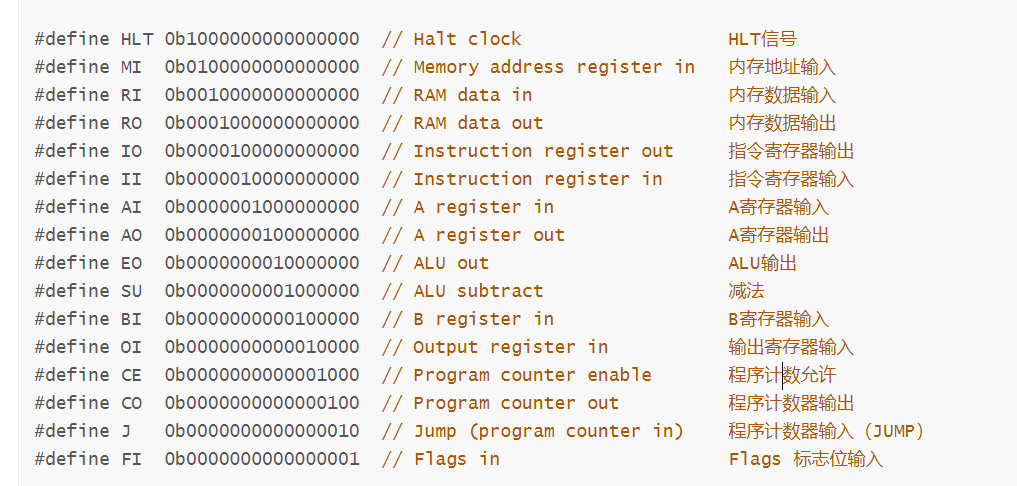 #define HLT 0b1000000000000000  // Halt clock                   HLT信号
#define MI  0b0100000000000000  // Memory address register in   内存地址输入
#define RI  0b0010000000000000  // RAM data in                  内存数据输入
#define RO  0b0001000000000000  // RAM data out                 内存数据输出
#define IO  0b0000100000000000  // Instruction register out     指令寄存器输出
#define II  0b0000010000000000  // Instruction register in      指令寄存器输入
#define AI  0b0000001000000000  // A register in                A寄存器输入
#define AO  0b0000000100000000  // A register out               A寄存器输出
#define EO  0b0000000010000000  // ALU out                      ALU输出
#define SU  0b0000000001000000  // ALU subtract                 减法
#define BI  0b0000000000100000  // B register in                B寄存器输入
#define OI  0b0000000000010000  // Output register in           输出寄存器输入
#define CE  0b0000000000001000  // Program counter enable       程序计数允许
#define CO  0b0000000000000100  // Program counter out          程序计数器输出
#define J   0b0000000000000010  // Jump (program counter in)    程序计数器输入 (JUMP)
#define FI  0b0000000000000001  // Flags in                     Flags 标志位输入